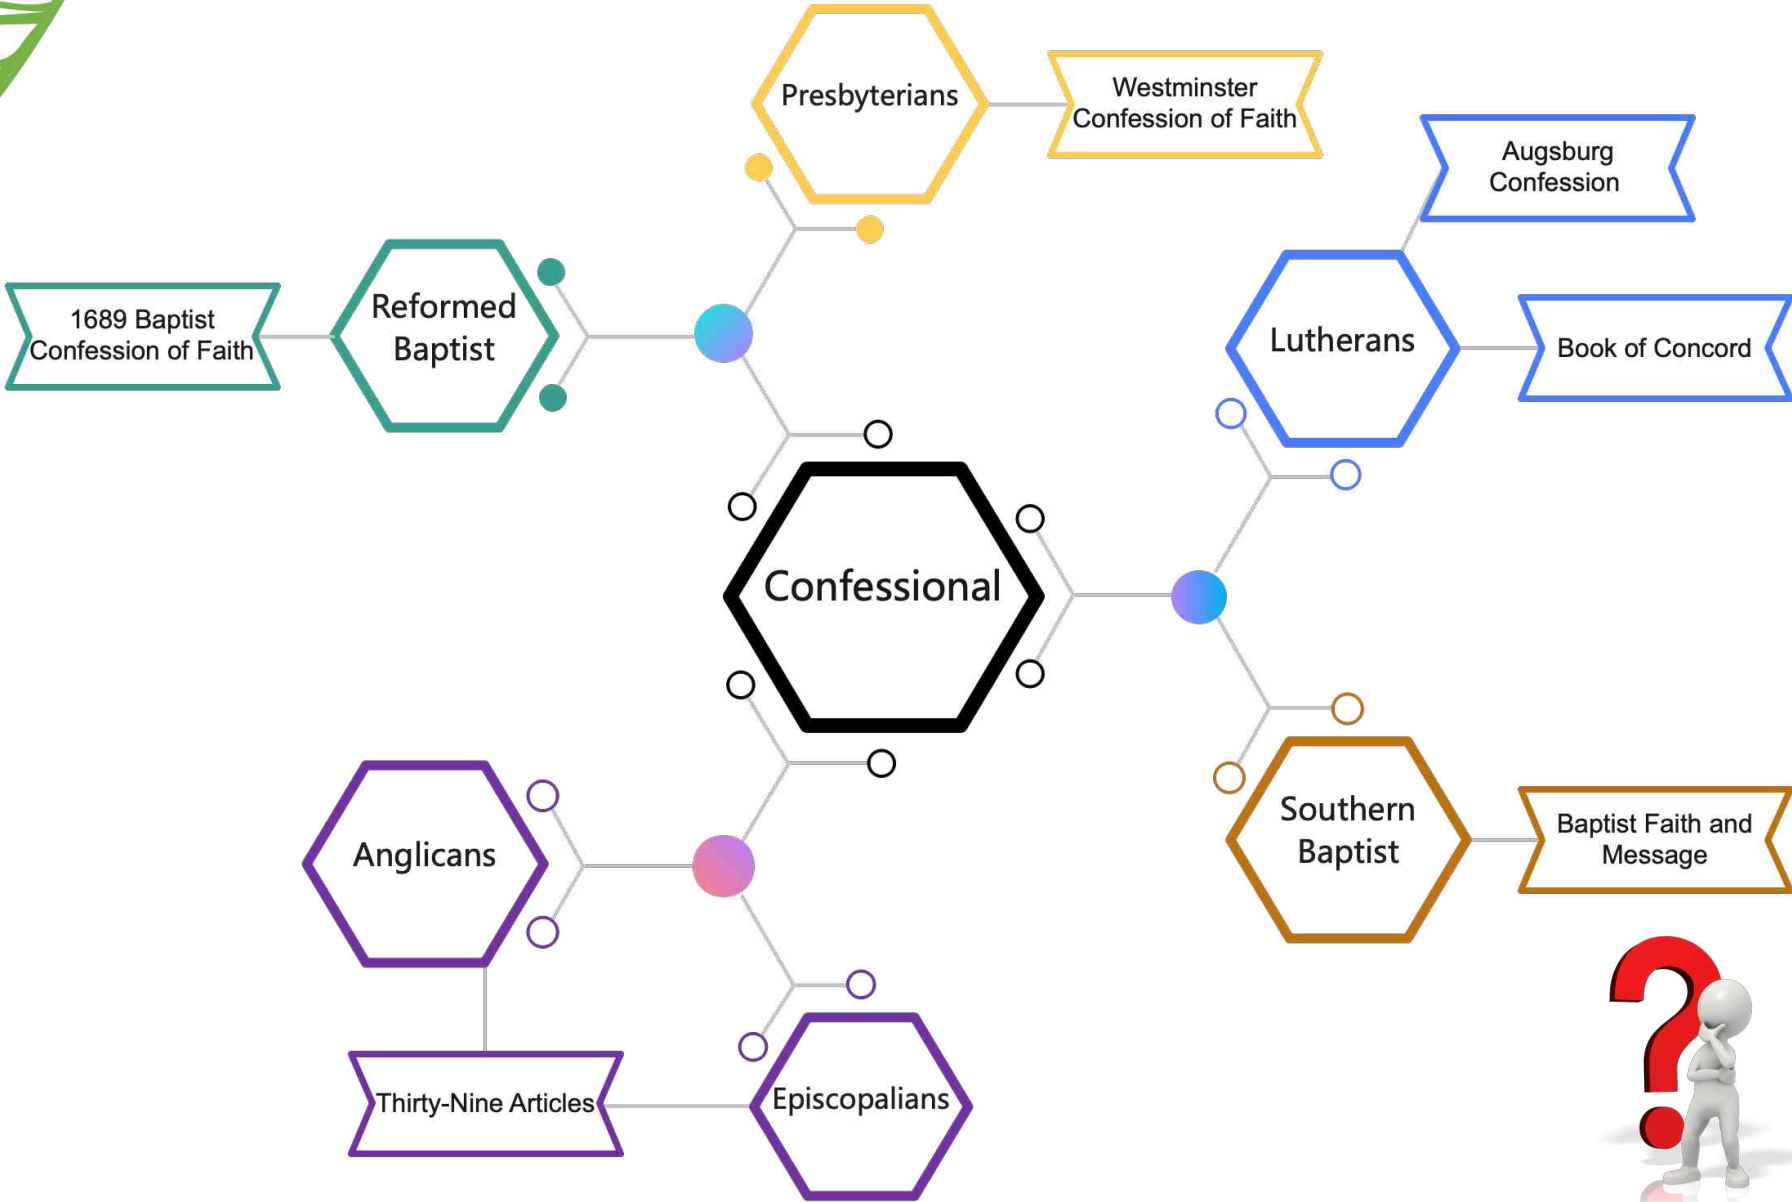 Presbyterians
Westminster
Confession of Faith
Augsburg
Confession
Reformed
Baptist
1689 Baptist
Confession of Faith
Lutherans
Book of Concord
Confessional
Southern
Baptist
Baptist Faith and
Message
Anglicans
Thirty-Nine Articles
Episcopalians